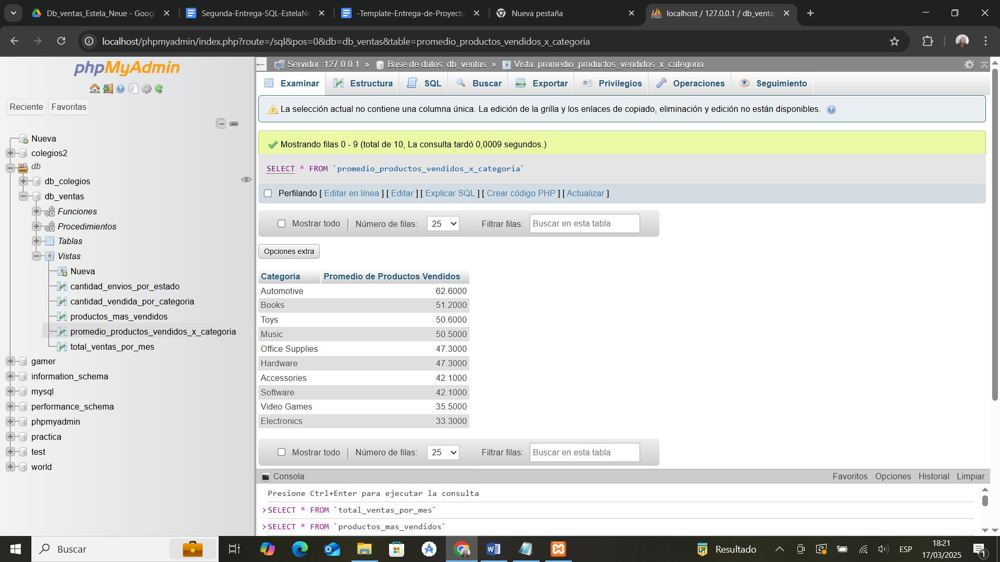 Db_ventas_Estela_Neue - Goog
Segunda-Entrega-SQL-EstelaNe
-Template-Entrega-de-Proyecto
Nueva pestaña
localhost / 127.0.0.1 / db_venta
localhost/phpmyadmin/index.php?route=/sql&pos=0&db=db_ventas&table=promedio_productos_vendidos_x_categoria
phpMyAdmin
Reciente
Favoritas
Nueva
colegios2
db
db_colegios
db_ventas
Funciones
Procedimientos
Tablas
Vistas
Nueva
cantidad_envios_por_estado
cantidad_vendida_por_categoria
productos_mas_vendidos
promedio_productos_vendidos_x_categoria
total_ventas_por_mes
gamer
information_schema
mysql
performance_schema
phpmyadmin
practica
test
world
Servidor: 127.0.0.1 » Base de datos: db_ventas » Vista: promedio_productos_vendidos_x_categoria
Examinar Estructura SQL Buscar Exportar Privilegios Operaciones Seguimiento
La selección actual no contiene una columna única. La edición de la grilla y los enlaces de copiado, eliminación y edición no están disponibles.
Mostrando filas 0 - 9 (total de 10, La consulta tardó 0,0009 segundos.)
SELECT * FROM `promedio_productos_vendidos_x_categoria`
Perfilando [ Editar en línea ] [ Editar ] [ Explicar SQL ] [ Crear código PHP ] [ Actualizar ]
Mostrar todo Número de filas: 25 Filtrar filas: Buscar en esta tabla
Opciones extra
Categoría Promedio de Productos Vendidos
Automotive 62.6000
Books 51.2000
Toys 50.6000
Music 50.5000
Office Supplies 47.3000
Hardware 47.3000
Accessories 42.1000
Software 42.1000
Video Games 35.5000
Electronics 33.3000
Mostrar todo Número de filas: 25 Filtrar filas: Buscar en esta tabla
Consola Favoritos Opciones Historial Limpiar
Presione Ctrl+Enter para ejecutar la consulta
>SELECT * FROM `total_ventas_por_mes`
>SELECT * FROM `productos_mas_vendidos`
Buscar
Resultado
ESP
18:21
17/03/2025
1